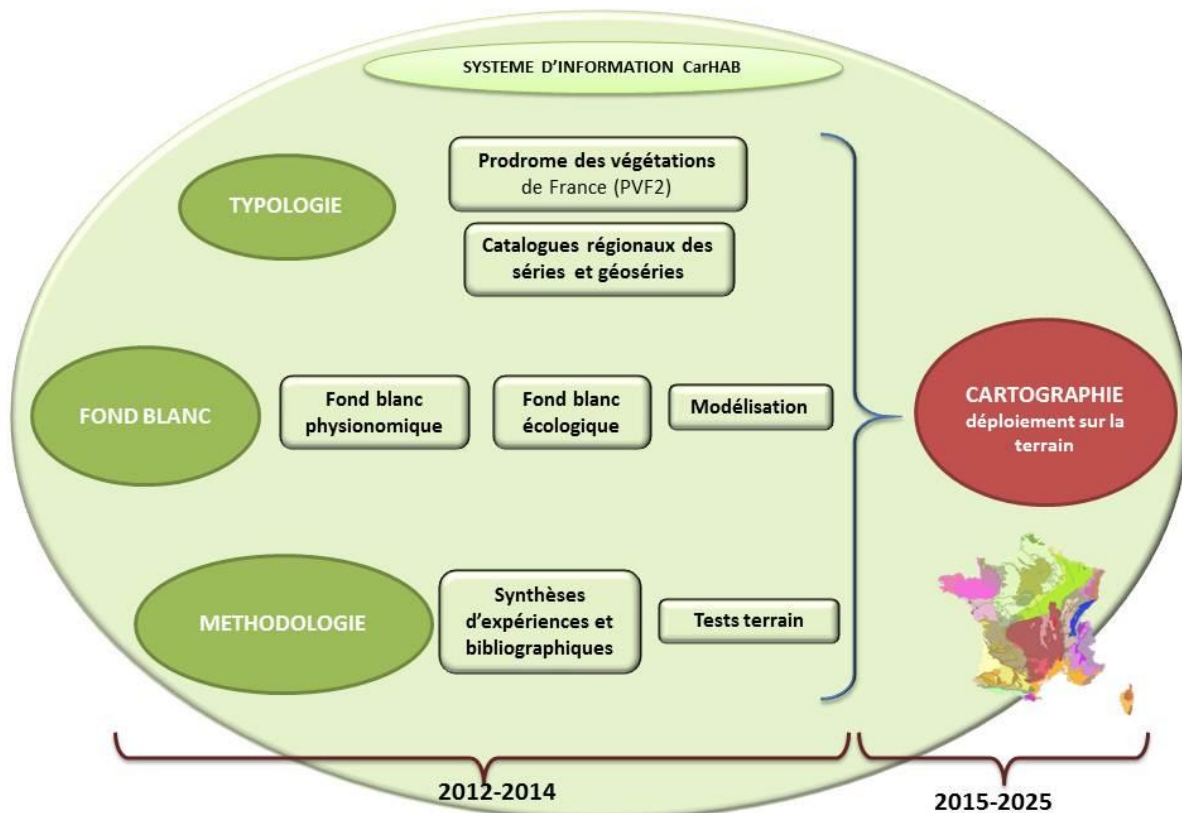 SYSTEME D'INFORMATION CarHAB
TYPOLOGIE
Prodrome des végétations
de France (PVF2)
Catalogues régionaux des
séries et géoséries
FOND BLANC
Fond blanc
physionomique
Fond blanc
écologique
Modélisation
CARTOGRAPHIE
déploiement sur la
terrain
METHODOLOGIE
Synthèses
d'expériences et
bibliographiques
Tests terrain
2012-2014
2015-2025